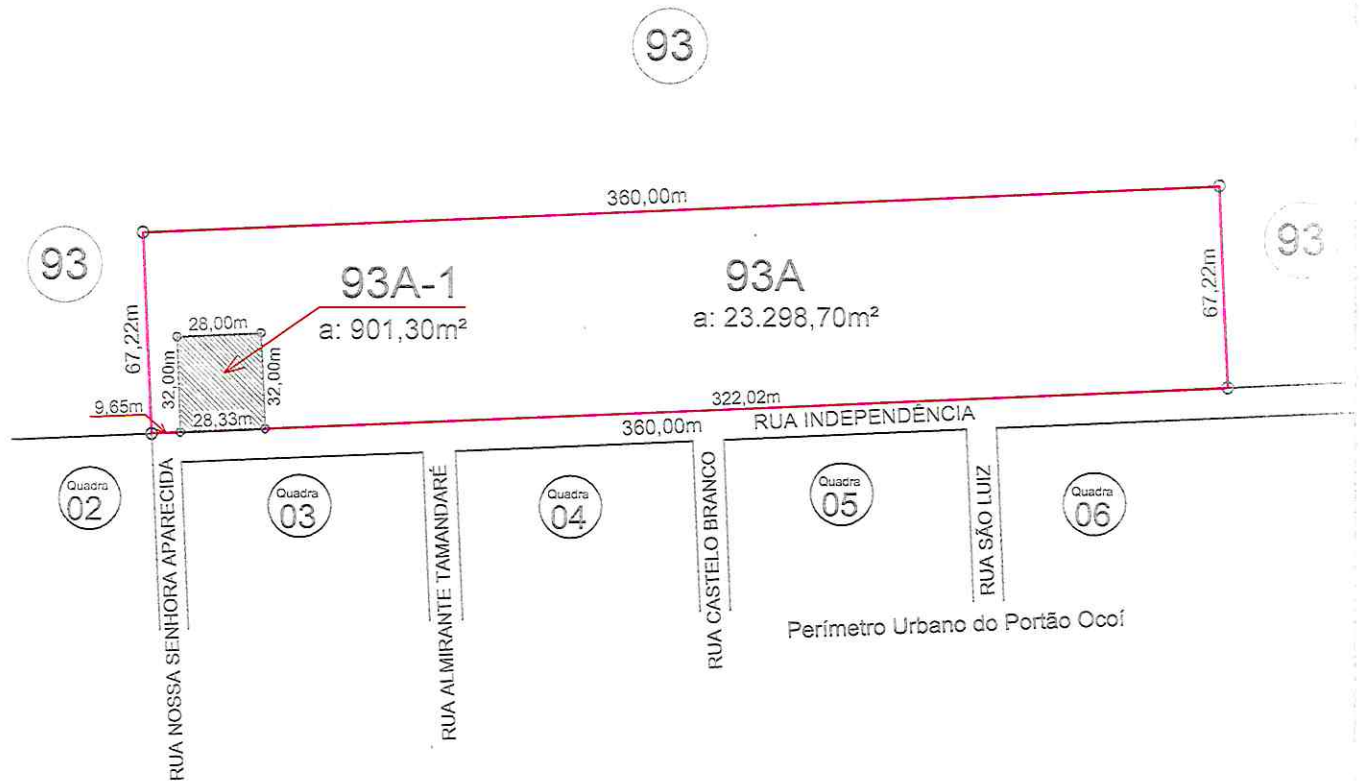 93
360,00m
93
93A-1
a: 901,30m²
93A
a: 23.298,70m²
93
67,22m
67,22m
28,00m
32,00m
32,00m
9,65m
28,33m
322,02m
360,00m
RUA INDEPENDÊNCIA
Quadra
02
Quadra
03
Quadra
04
Quadra
05
Quadra
06
RUA NOSSA SENHORA APARECIDA
RUA ALMIRANTE TAMANDARÉ
RUA CASTELO BRANCO
RUA SÃO LUIZ
Perímetro Urbano do Portão Ocoí